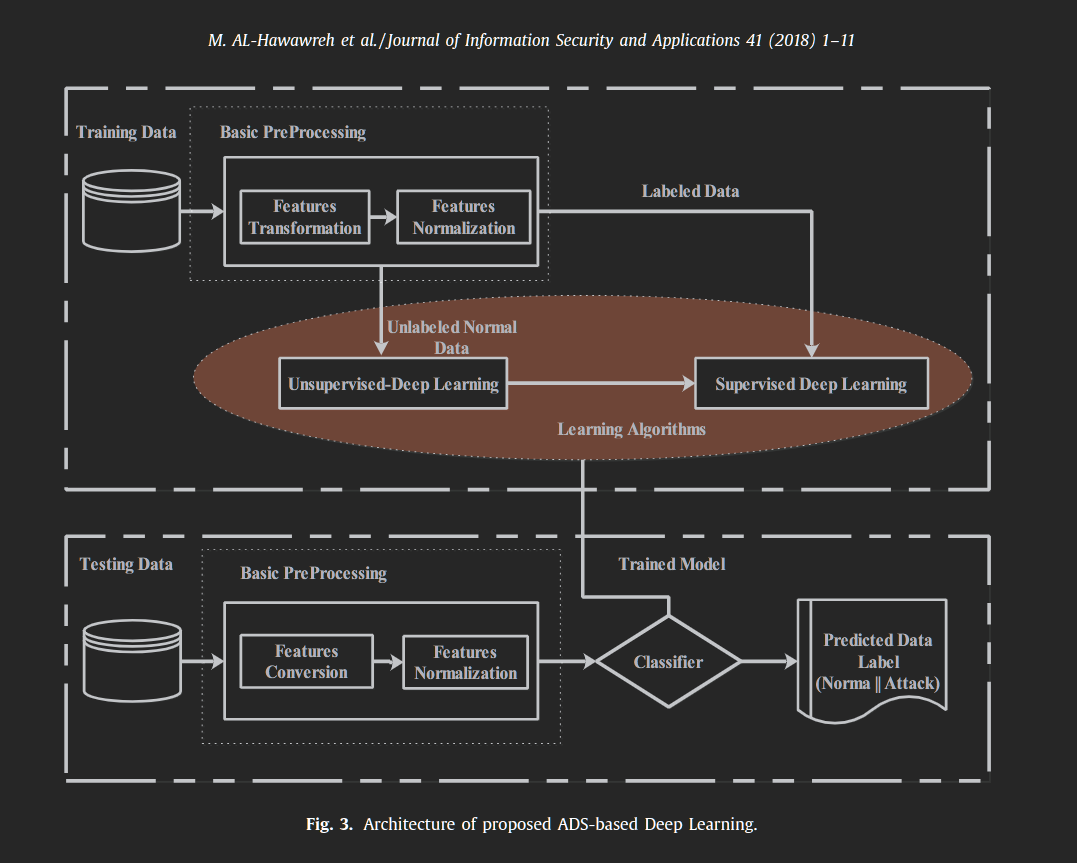 M. AL-Hawawreh et al./Journal of Information Security and Applications 41 (2018) 1–11
Training Data
Basic PreProcessing
Features
Transformation
Features
Normalization
Labeled Data
Unlabeled Normal
Data
Unsupervised-Deep Learning
Supervised Deep Learning
Learning Algorithms
Testing Data
Basic PreProcessing
Trained Model
Features
Conversion
Features
Normalization
Classifier
Predicted Data
Label
(Norma || Attack)
Fig. 3. Architecture of proposed ADS-based Deep Learning.